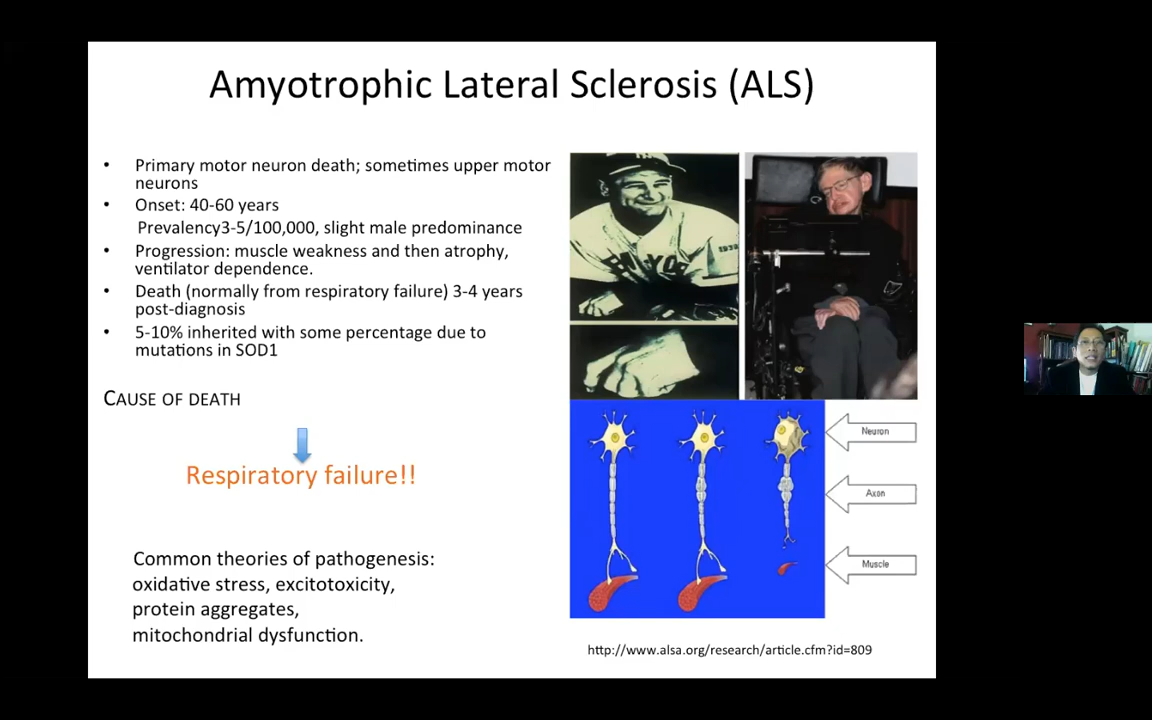 Amyotrophic Lateral Sclerosis (ALS)
• Primary motor neuron death; sometimes upper motor
neurons
• Onset: 40-60 years
Prevalency3-5/100,000, slight male predominance
• Progression: muscle weakness and then atrophy,
ventilator dependence.
• Death (normally from respiratory failure) 3-4 years
post-diagnosis
• 5-10% inherited with some percentage due to
mutations in SOD1
CAUSE OF DEATH
Respiratory failure!!
Common theories of pathogenesis:
oxidative stress, excitotoxicity,
protein aggregates,
mitochondrial dysfunction.
Neuron
Axon
Muscle
http://www.alsa.org/research/article.cfm?id=809